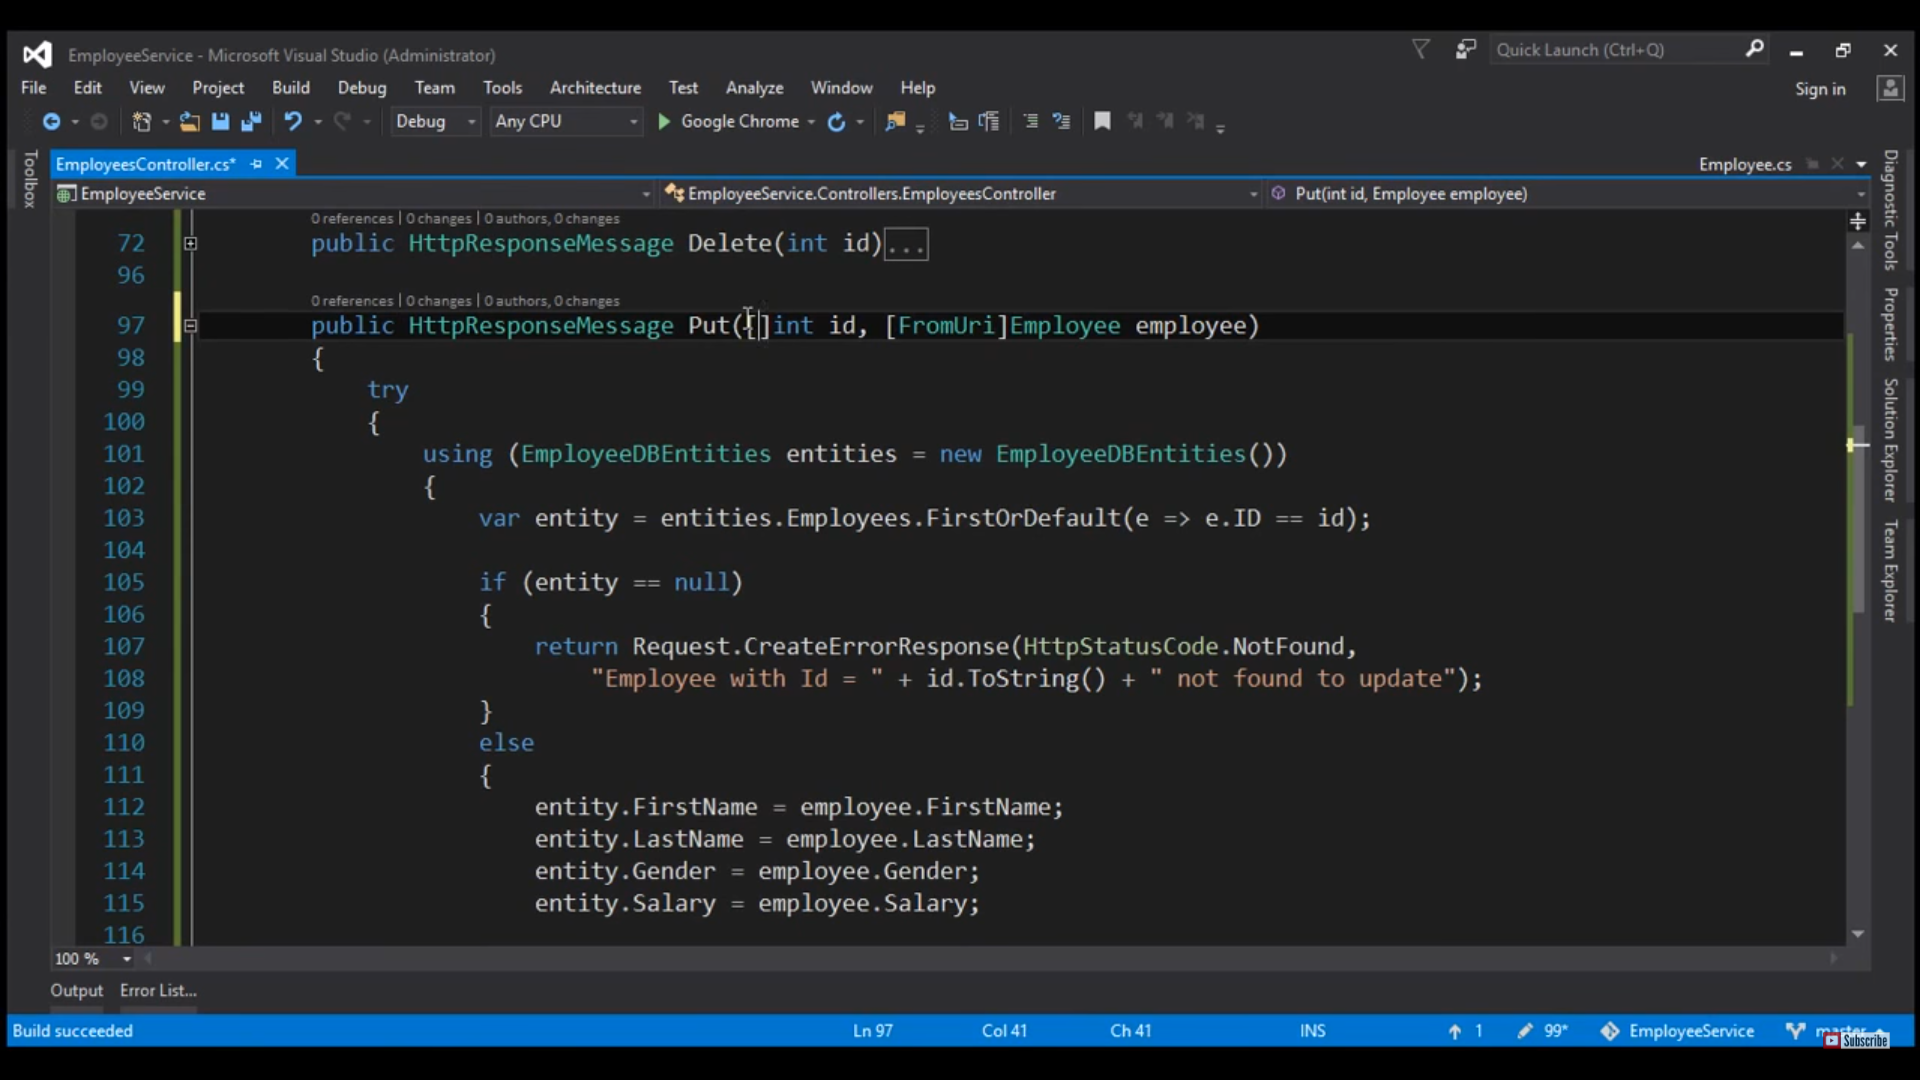 EmployeeService - Microsoft Visual Studio (Administrator)
Quick Launch (Ctrl+Q)
File Edit View Project Build Debug Team Tools Architecture Test Analyze Window Help
Sign in
Debug Any CPU Google Chrome
Toolbox
EmployeesController.cs*
Employee.cs
EmployeeService
EmployeeService.Controllers.EmployeesController
Put(int id, Employee employee)
0 references | 0 changes | 0 authors, 0 changes
72 public HttpResponseMessage Delete(int id)...
96
0 references | 0 changes | 0 authors, 0 changes
97 public HttpResponseMessage Put([]int id, [FromUri]Employee employee)
98 {
99 try
100 {
101 using (EmployeeDBEntities entities = new EmployeeDBEntities())
102 {
103 var entity = entities.Employees.FirstOrDefault(e => e.ID == id);
104
105 if (entity == null)
106 {
107 return Request.CreateErrorResponse(HttpStatusCode.NotFound,
108 "Employee with Id = " + id.ToString() + " not found to update");
109 }
110 else
111 {
112 entity.FirstName = employee.FirstName;
113 entity.LastName = employee.LastName;
114 entity.Gender = employee.Gender;
115 entity.Salary = employee.Salary;
116
Diagnostic Tools
Properties
Solution Explorer
Team Explorer
100 %
Output Error List...
Build succeeded
Ln 97 Col 41 Ch 41 INS
1 99* EmployeeService
Subscribe